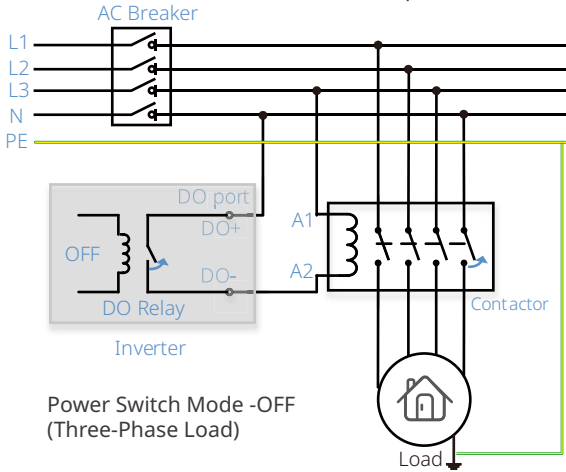 AC Breaker
L1
L2
L3
N
PE
DO port
DO+
A1
OFF
DO-
A2
DO Relay
Contactor
Inverter
Power Switch Mode -OFF
(Three-Phase Load)
Load